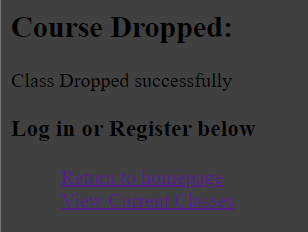 Course Dropped:
Class Dropped successfully
Log in or Register below
Return to homepage
View Current Classes